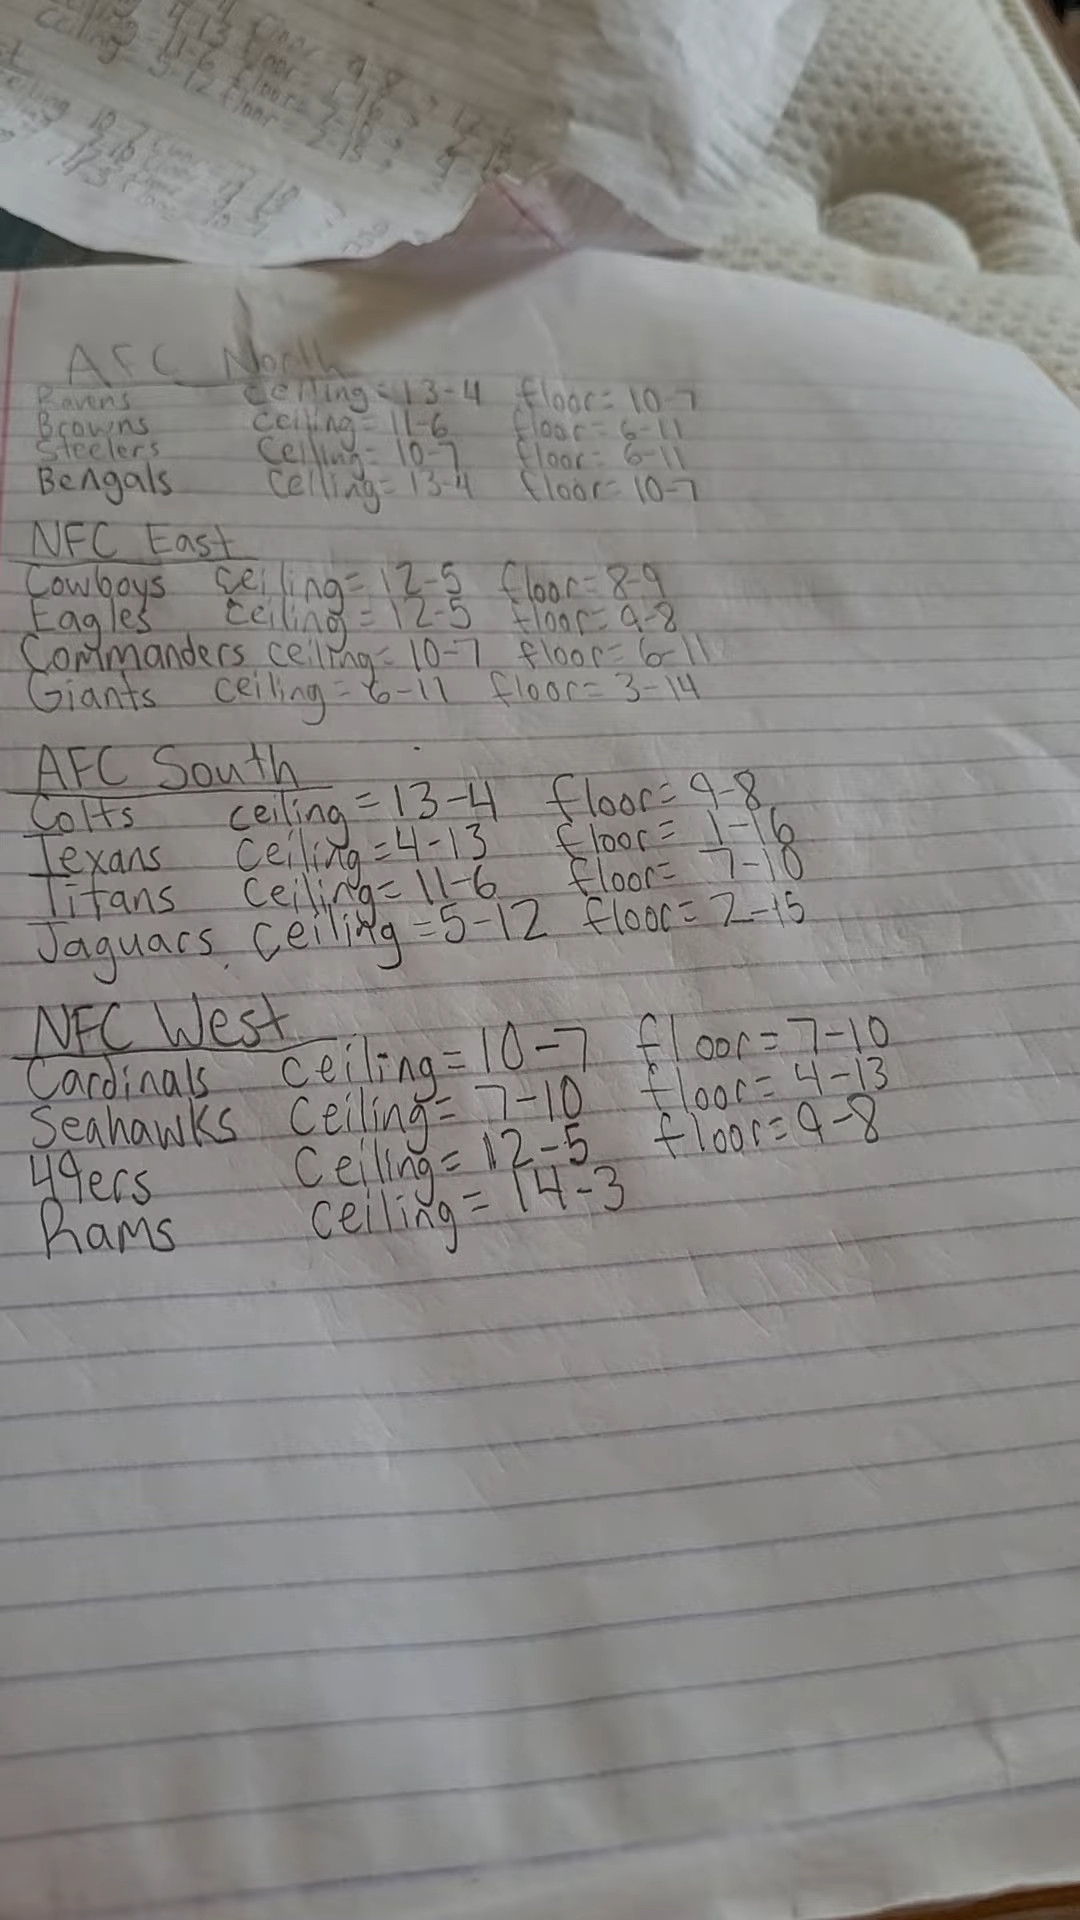 9-8
AFC North
Ravens ceiling=13-4 floor=10-7
Browns ceiling=11-6 floor=6-11
Steelers ceiling=10-7 floor=6-11
Bengals ceiling=13-4 floor=10-7
NFC East
Cowboys ceiling=12-5 floor=8-9
Eagles ceiling=12-5 floor=9-8
Commanders ceiling=10-7 floor=6-11
Giants ceiling=6-11 floor=3-14
AFC South
Colts ceiling=13-4 floor=9-8
Texans ceiling=4-13 floor=1-16
Titans ceiling=11-6 floor=7-10
Jaguars ceiling=5-12 floor=2-15
NFC West
Cardinals ceiling=10-7 floor=7-10
Seahawks ceiling=7-10 floor=4-13
49ers ceiling=12-5 floor=9-8
Rams ceiling=14-3